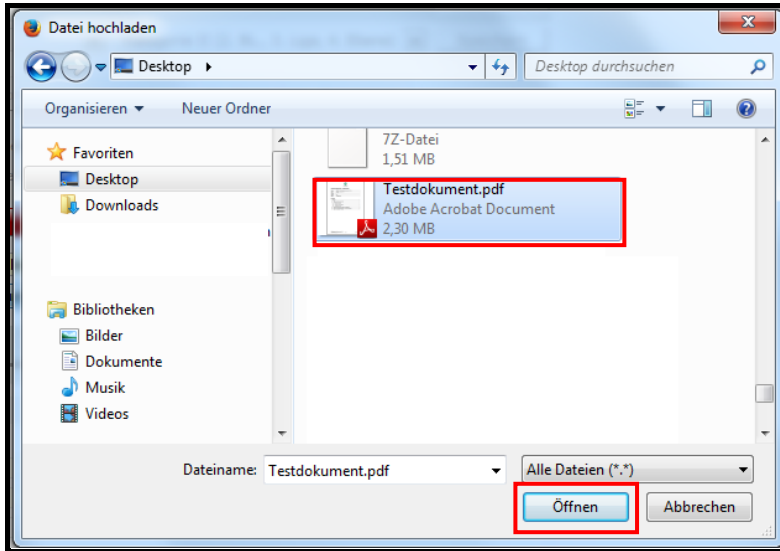 Datei hochladen
Desktop
Desktop durchsuchen
Organisieren
Neuer Ordner
Favoriten
Desktop
Downloads
Bibliotheken
Bilder
Dokumente
Musik
Videos
7Z-Datei
1,51 MB
Testdokument.pdf
Adobe Acrobat Document
2,30 MB
Dateiname: Testdokument.pdf
Alle Dateien (*.*)
Öffnen
Abbrechen